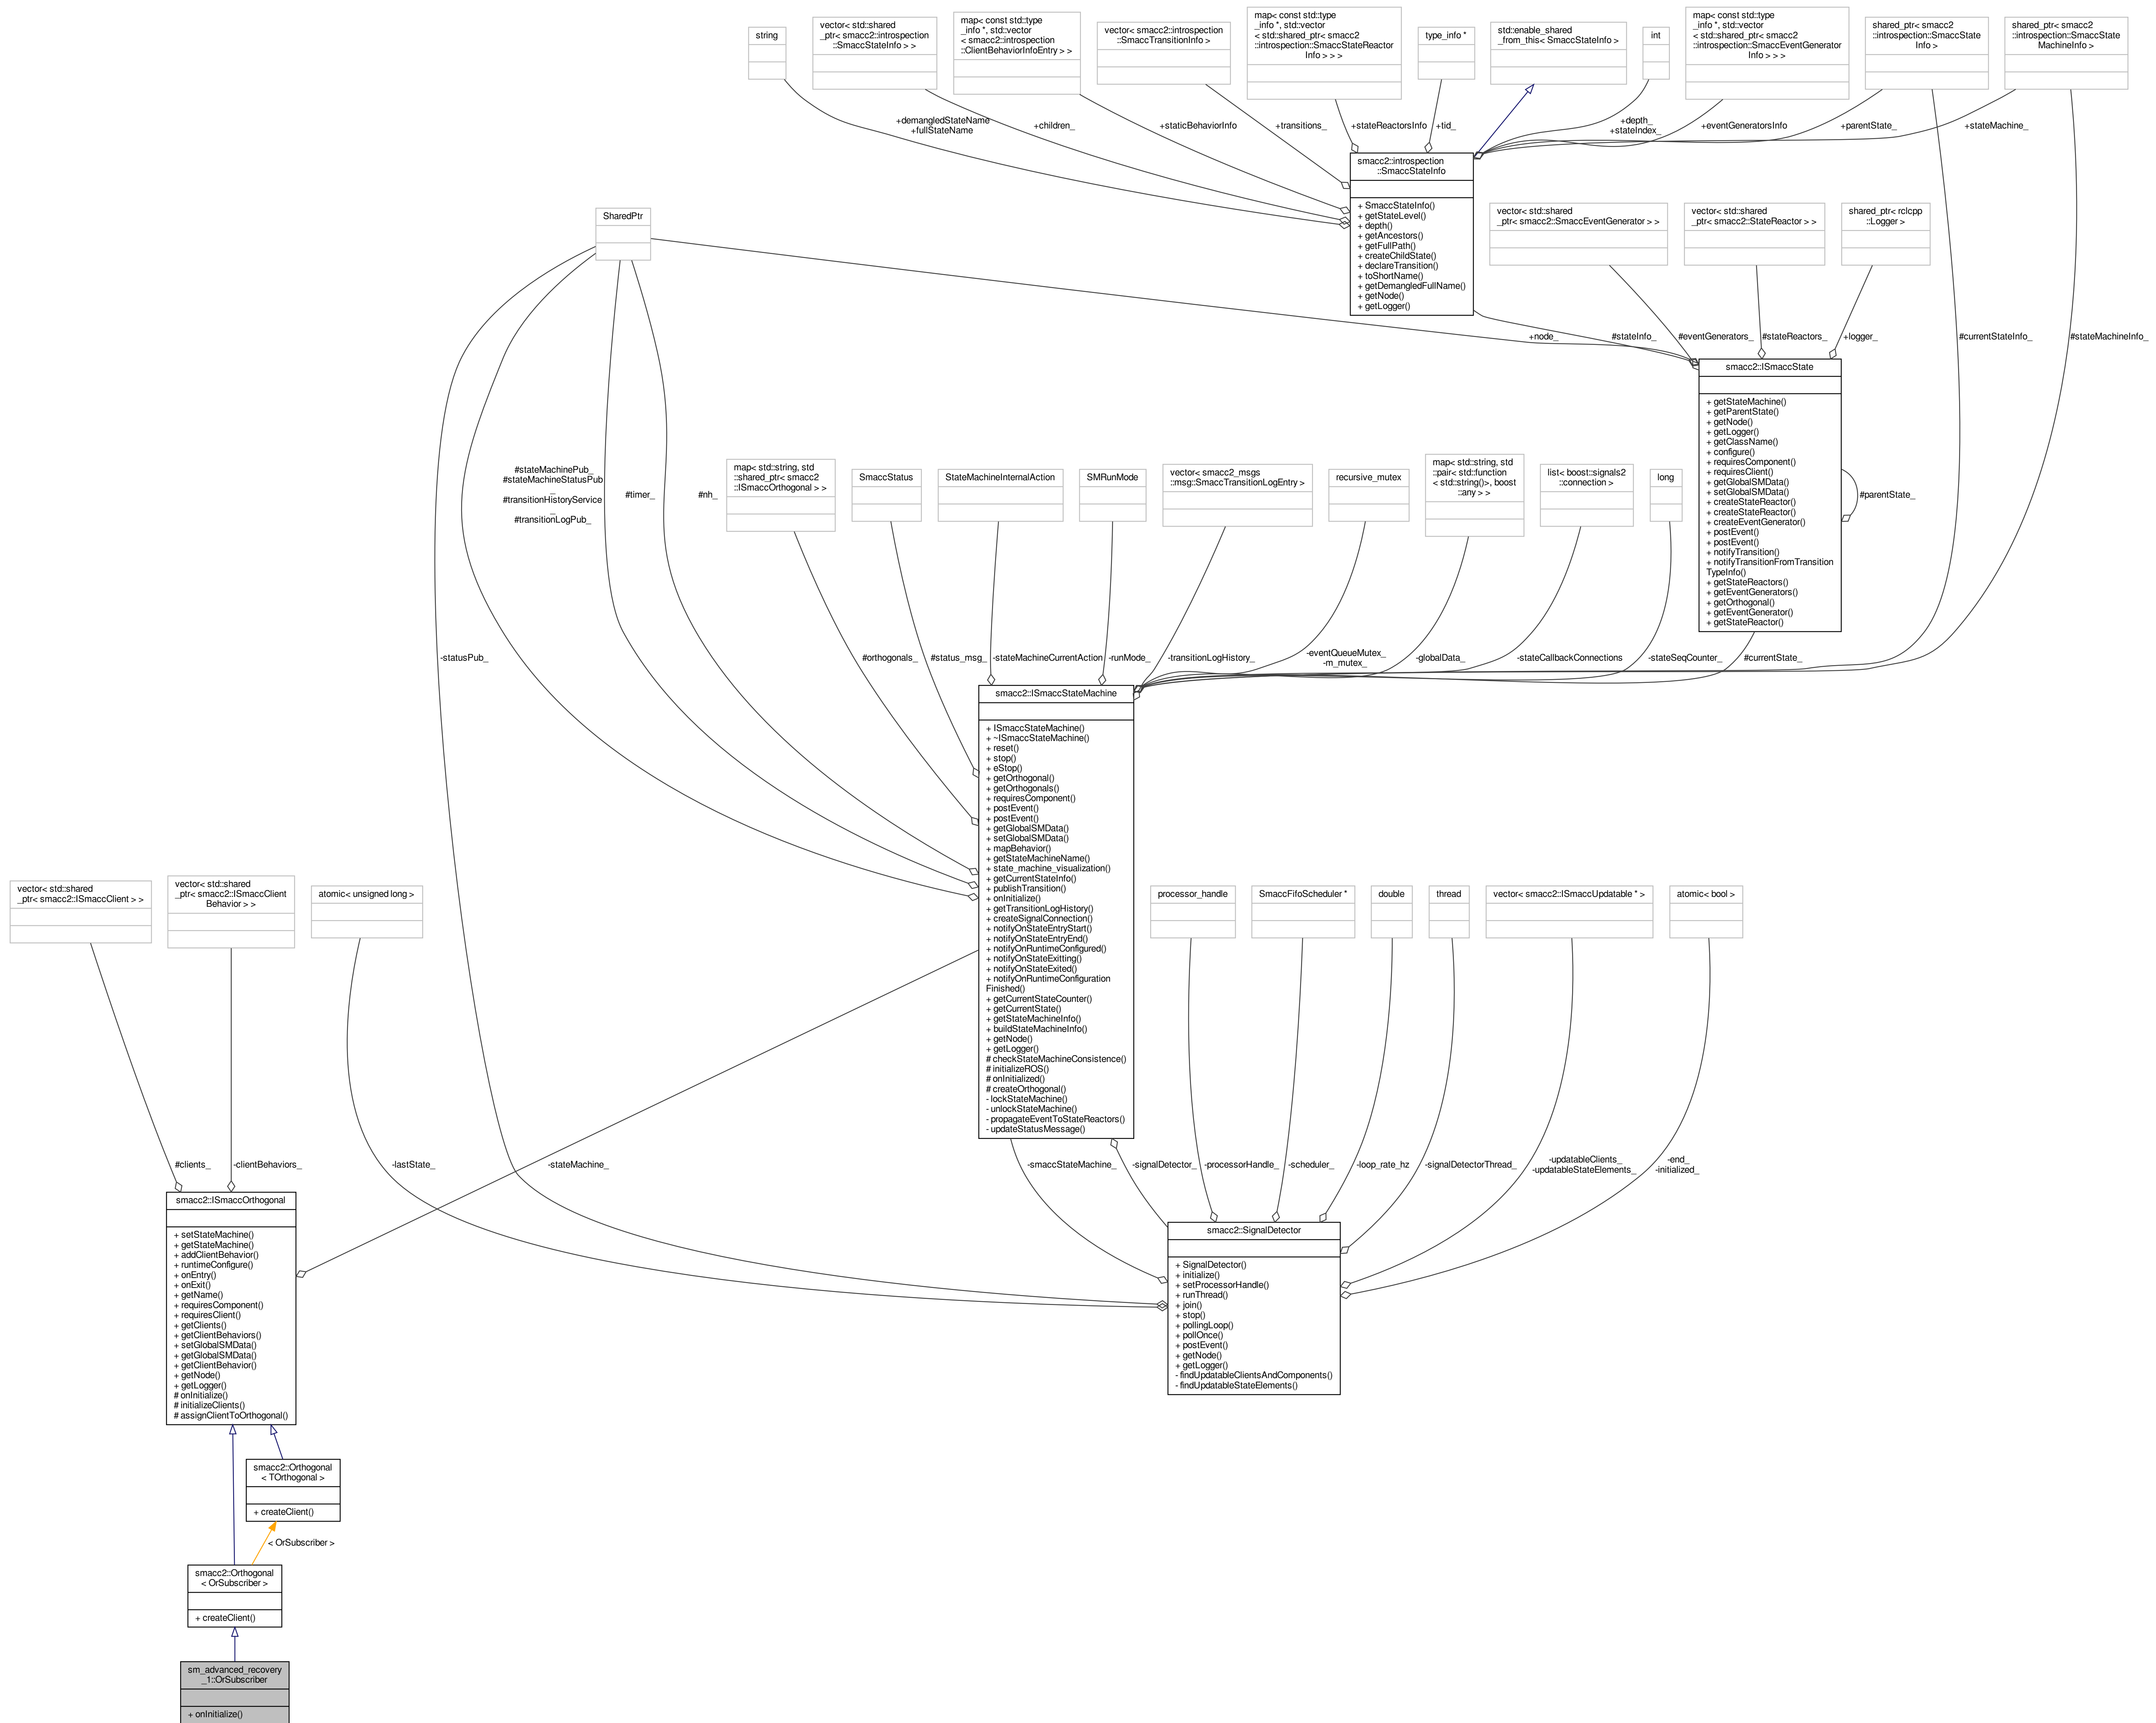 string
vector< std::shared
_ptr< smacc2::introspection
::SmaccStateInfo > >
map< const std::type
_info *, std::vector
< smacc2::introspection
::ClientBehaviorInfoEntry > >
vector< smacc2::introspection
::SmaccTransitionInfo >
map< const std::type
_info *, std::vector
< std::shared_ptr< smacc2
::introspection::SmaccStateReactor
Info > > >
type_info *
std::enable_shared
_from_this< SmaccStateInfo >
int
map< const std::type
_info *, std::vector
< std::shared_ptr< smacc2
::introspection::SmaccEventGenerator
Info > > >
shared_ptr< smacc2
::introspection::SmaccState
Info >
shared_ptr< smacc2
::introspection::SmaccState
MachineInfo >
+demangledStateName
+fullStateName
+children_
+staticBehaviorInfo
+transitions_
+stateReactorsInfo
+tid_
+depth_
+stateIndex_
+eventGeneratorsInfo
+parentState_
+stateMachine_
smacc2::introspection
::SmaccStateInfo
+ SmaccStateInfo()
+ getStateLevel()
+ depth()
+ getAncestors()
+ getFullPath()
+ createChildState()
+ declareTransition()
+ toShortName()
+ getDemangledFullName()
+ getNode()
+ getLogger()
SharedPtr
vector< std::shared
_ptr< smacc2::SmaccEventGenerator > >
vector< std::shared
_ptr< smacc2::StateReactor > >
shared_ptr< rclcpp
::Logger >
+node_
#stateInfo_
#eventGenerators_
#stateReactors_
+logger_
#currentStateInfo_
#stateMachineInfo_
smacc2::ISmaccState
+ getStateMachine()
+ getParentState()
+ getNode()
+ getLogger()
+ getClassName()
+ configure()
+ requiresComponent()
+ requiresClient()
+ getGlobalSMData()
+ setGlobalSMData()
+ createStateReactor()
+ createStateReactor()
+ createEventGenerator()
+ postEvent()
+ postEvent()
+ notifyTransition()
+ notifyTransitionFromTransition
TypeInfo()
+ getStateReactors()
+ getEventGenerators()
+ getOrthogonal()
+ getEventGenerator()
+ getStateReactor()
#parentState_
#stateMachinePub_
#stateMachineStatusPub
_
#transitionHistoryService
_
#transitionLogPub_
#timer_
#nh_
map< std::string, std
::shared_ptr< smacc2
::ISmaccOrthogonal > >
SmaccStatus
StateMachineInternalAction
SMRunMode
vector< smacc2_msgs
::msg::SmaccTransitionLogEntry >
recursive_mutex
map< std::string, std
::pair< std::function
< std::string()>, boost
::any > >
list< boost::signals2
::connection >
long
-statusPub_
#orthogonals_
#status_msg_
-stateMachineCurrentAction
-runMode_
-transitionLogHistory_
-eventQueueMutex_
-m_mutex_
-globalData_
-stateCallbackConnections
-stateSeqCounter_
#currentState_
smacc2::ISmaccStateMachine
+ ISmaccStateMachine()
+ ~ISmaccStateMachine()
+ reset()
+ stop()
+ eStop()
+ getOrthogonal()
+ getOrthogonals()
+ requiresComponent()
+ postEvent()
+ postEvent()
+ getGlobalSMData()
+ setGlobalSMData()
+ mapBehavior()
+ getStateMachineName()
+ state_machine_visualization()
+ getCurrentStateInfo()
+ publishTransition()
+ onInitialize()
+ getTransitionLogHistory()
+ createSignalConnection()
+ notifyOnStateEntryStart()
+ notifyOnStateEntryEnd()
+ notifyOnRuntimeConfigured()
+ notifyOnStateExitting()
+ notifyOnStateExited()
+ notifyOnRuntimeConfiguration
Finished()
+ getCurrentStateCounter()
+ getCurrentState()
+ getStateMachineInfo()
+ buildStateMachineInfo()
+ getNode()
+ getLogger()
# checkStateMachineConsistence()
# initializeROS()
# onInitialized()
# createOrthogonal()
- lockStateMachine()
- unlockStateMachine()
- propagateEventToStateReactors()
- updateStatusMessage()
vector< std::shared
_ptr< smacc2::ISmaccClient > >
vector< std::shared
_ptr< smacc2::ISmaccClient
Behavior > >
atomic< unsigned long >
processor_handle
SmaccFifoScheduler *
double
thread
vector< smacc2::ISmaccUpdatable * >
atomic< bool >
#clients_
-clientBehaviors_
-lastState_
-stateMachine_
-smaccStateMachine_
-signalDetector_
-processorHandle_
-scheduler_
-loop_rate_hz
-signalDetectorThread_
-updatableClients_
-updatableStateElements_
-end_
-initialized_
smacc2::ISmaccOrthogonal
+ setStateMachine()
+ getStateMachine()
+ addClientBehavior()
+ runtimeConfigure()
+ onEntry()
+ onExit()
+ getName()
+ requiresComponent()
+ requiresClient()
+ getClients()
+ getClientBehaviors()
+ setGlobalSMData()
+ getGlobalSMData()
+ getClientBehavior()
+ getNode()
+ getLogger()
# onInitialize()
# initializeClients()
# assignClientToOrthogonal()
smacc2::SignalDetector
+ SignalDetector()
+ initialize()
+ setProcessorHandle()
+ runThread()
+ join()
+ stop()
+ pollingLoop()
+ pollOnce()
+ postEvent()
+ getNode()
+ getLogger()
- findUpdatableClientsAndComponents()
- findUpdatableStateElements()
smacc2::Orthogonal
< TOrthogonal >
+ createClient()
< OrSubscriber >
smacc2::Orthogonal
< OrSubscriber >
+ createClient()
sm_advanced_recovery
_1::OrSubscriber
+ onInitialize()